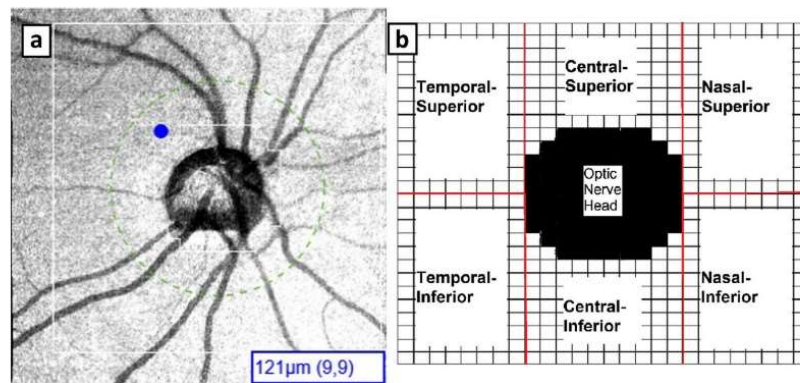 a
121μm (9,9)
b
Temporal-
Superior
Central-
Superior
Nasal-
Superior
Optic
Nerve
Head
Temporal-
Inferior
Central-
Inferior
Nasal-
Inferior